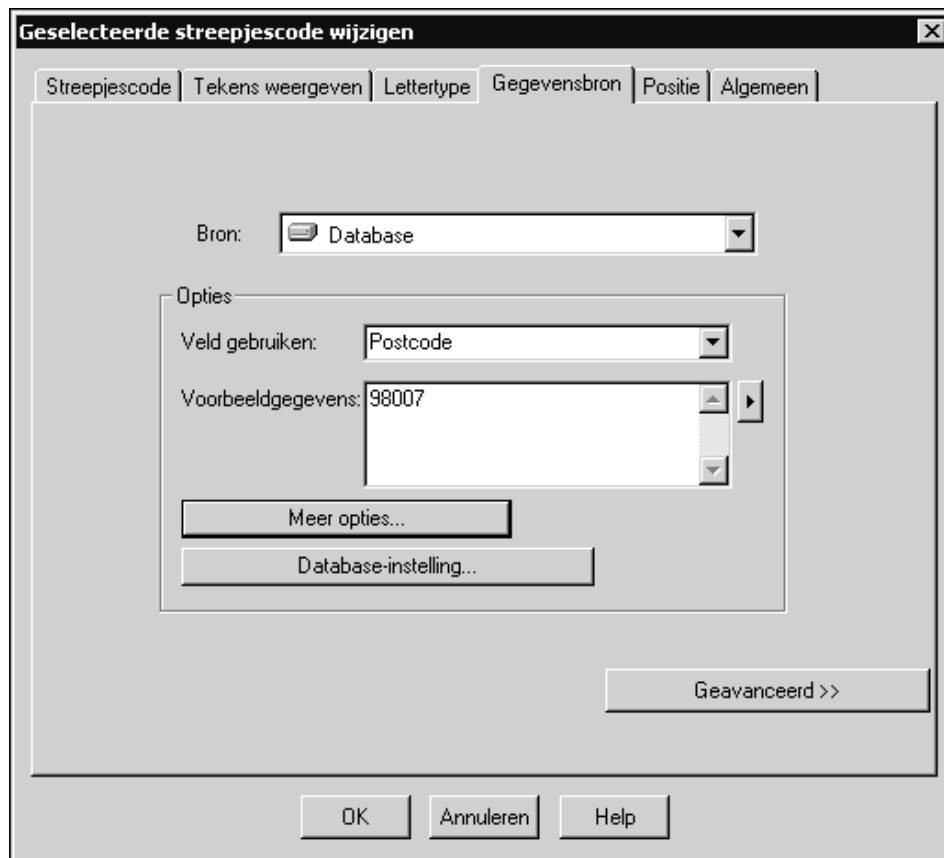 Geselecteerde streepjescode wijzigen
Streepjescode Tekens weergeven Lettertype Gegevensbron Positie Algemeen
Bron: Database
Opties
Veld gebruiken: Postcode
Voorbeeldgegevens: 98007
Meer opties...
Database-instelling...
Geavanceerd >>
OK Annuleren Help